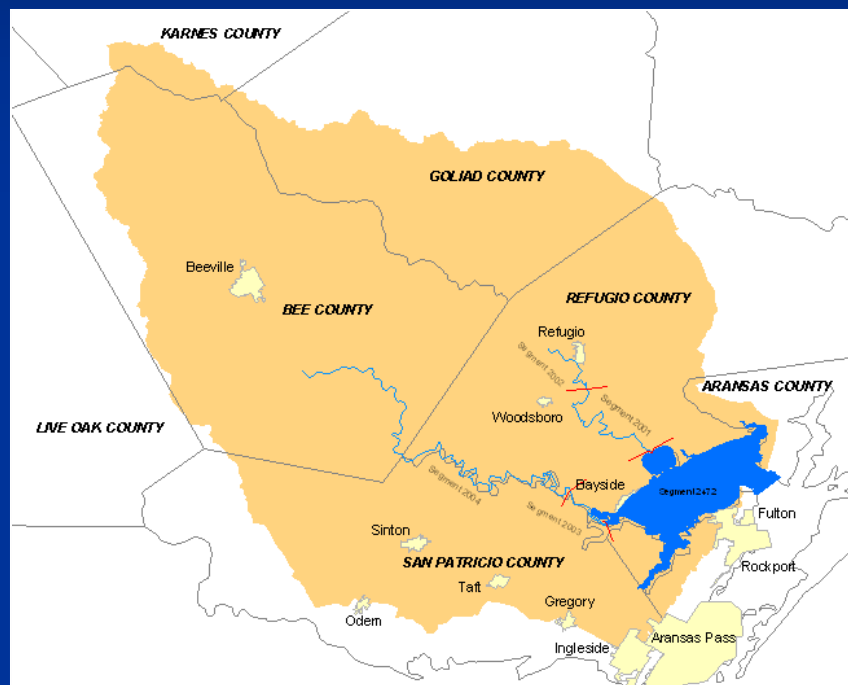 KARNES COUNTY
GOLIAD COUNTY
Beeville
BEE COUNTY
REFUGIO COUNTY
Refugio
Segment 2002
ARANSAS COUNTY
Segment 2001
Woodsboro
LIVE OAK COUNTY
Segment 2004
Bayside
Segment 2472
Segment 2003
Fulton
Sinton
SAN PATRICIO COUNTY
Rockport
Taft
Gregory
Odem
Aransas Pass
Ingleside